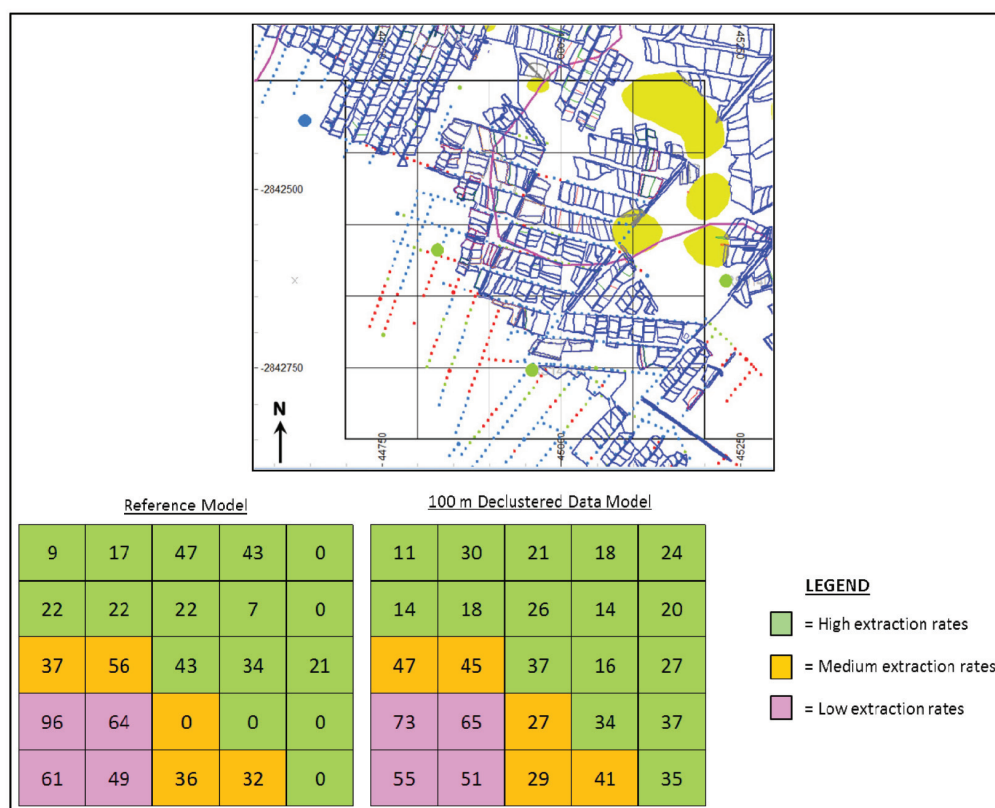 45000
45250
-2842500
x
-2842750
N
44750
45000
45250
Reference Model
9 17 47 43 0
22 22 22 7 0
37 56 43 34 21
96 64 0 0 0
61 49 36 32 0
100 m Declustered Data Model
11 30 21 18 24
14 18 26 14 20
47 45 37 16 27
73 65 27 34 37
55 51 29 41 35
LEGEND
= High extraction rates
= Medium extraction rates
= Low extraction rates